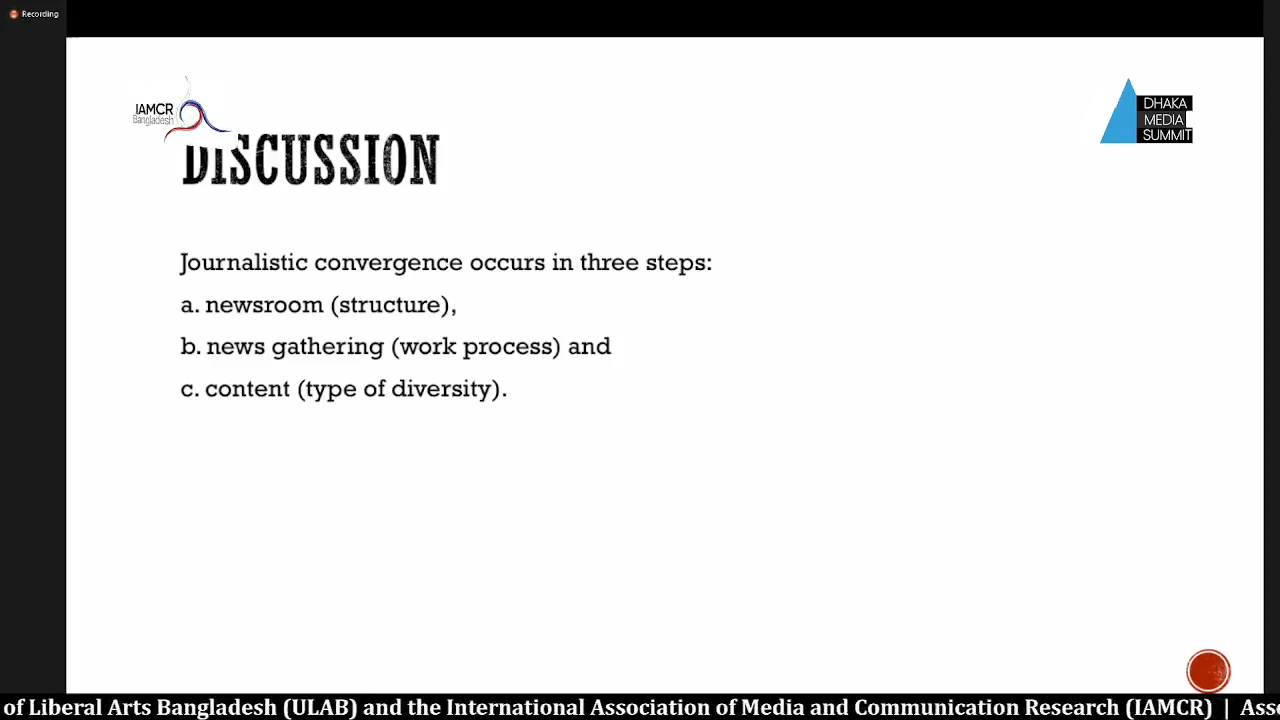 Recording
IAMCR
Bangladesh
DHAKA
MEDIA
SUMMIT
DISCUSSION
Journalistic convergence occurs in three steps:
a. newsroom (structure),
b. news gathering (work process) and
c. content (type of diversity).
of Liberal Arts Bangladesh (ULAB) and the International Association of Media and Communication Research (IAMCR) | Asso